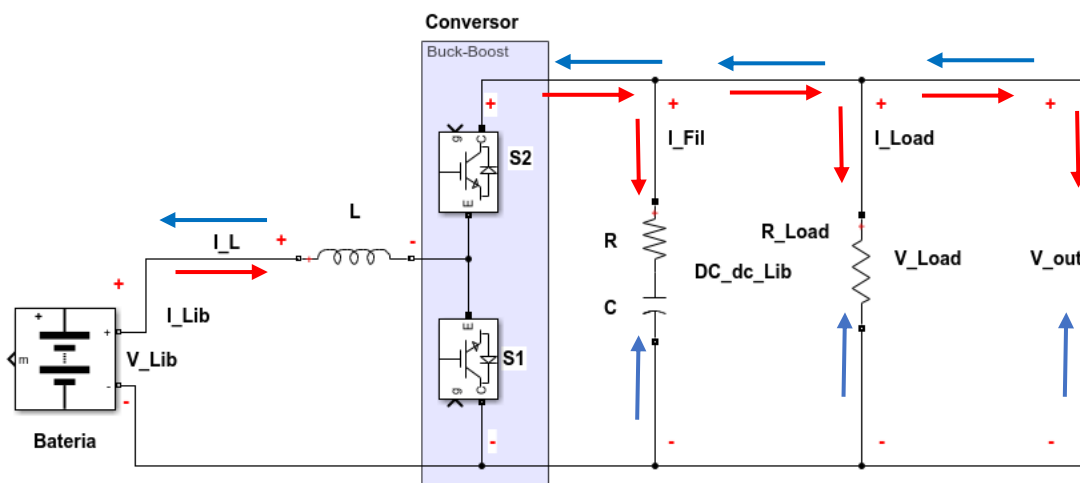 Conversor
Buck-Boost
+
g
C
S2
E
L
I_L
+
-
+
I_Lib
+
+
m
V_Lib
-
-
Bateria
E
S1
g
C
-
+
I_Fil
R
DC_dc_Lib
C
-
+
I_Load
R_Load
V_Load
-
+
V_out
-